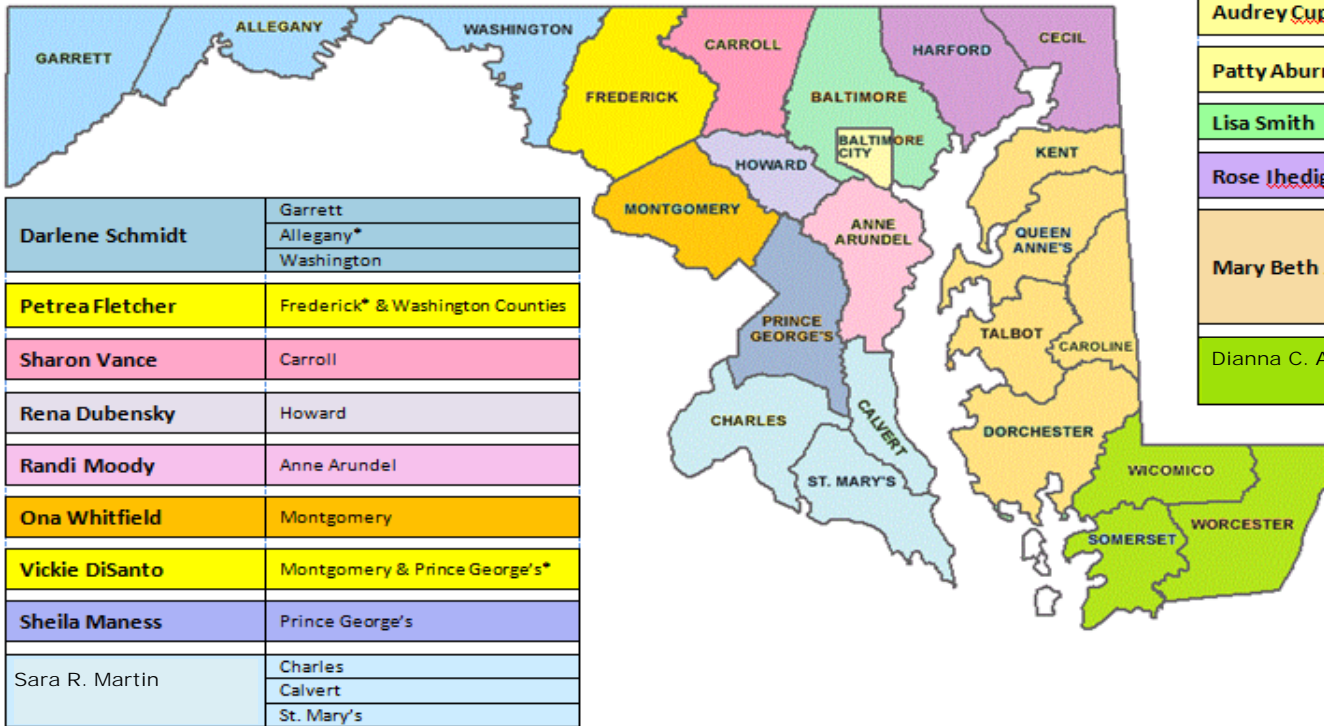 GARRETT
ALLEGANY
WASHINGTON
FREDERICK
CARROLL
BALTIMORE
BALTIMORE
CITY
HARFORD
CECIL
HOWARD
MONTGOMERY
ANNE
ARUNDEL
PRINCE
GEORGE'S
CHARLES
CALVERT
ST. MARY'S
KENT
QUEEN
ANNE'S
TALBOT
CAROLINE
DORCHESTER
WICOMICO
SOMERSET
WORCESTER
Darlene Schmidt
Garrett
Allegany*
Washington
Petrea Fletcher Frederick* & Washington Counties
Sharon Vance Carroll
Rena Dubensky Howard
Randi Moody Anne Arundel
Ona Whitfield Montgomery
Vickie DiSanto Montgomery & Prince George's*
Sheila Maness Prince George's
Sara R. Martin
Charles
Calvert
St. Mary's
Audrey
Patty
Lisa Smith
Rose
Mary Beth
Dianna C.